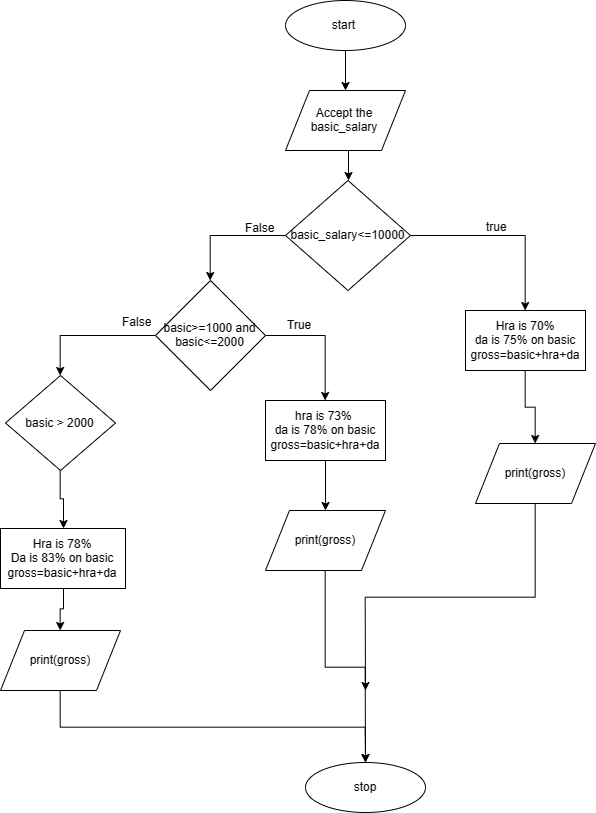 start
Accept the
basic_salary
basic_salary<=10000
False
true
basic>=1000 and
basic<=2000
False
True
Hra is 70%
da is 75% on basic
gross=basic+hra+da
basic > 2000
hra is 73%
da is 78% on basic
gross=basic+hra+da
print(gross)
Hra is 78%
Da is 83% on basic
gross=basic+hra+da
print(gross)
print(gross)
stop